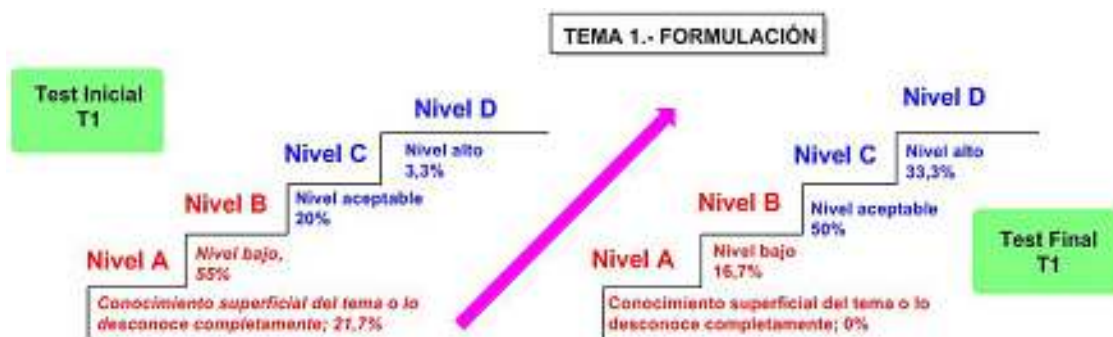 TEMA 1.- FORMULACIÓN
Test Inicial
T1
Nivel D
Nivel alto
3,3%
Nivel C
Nivel aceptable
20%
Nivel B
Nivel bajo,
55%
Nivel A
Conocimiento superficial del tema o lo
desconoce completamente; 21,7%
Nivel D
Nivel alto
33,3%
Nivel C
Nivel aceptable
50%
Nivel B
Nivel bajo
16,7%
Nivel A
Conocimiento superficial del tema o lo
desconoce completamente; 0%
Test Final
T1